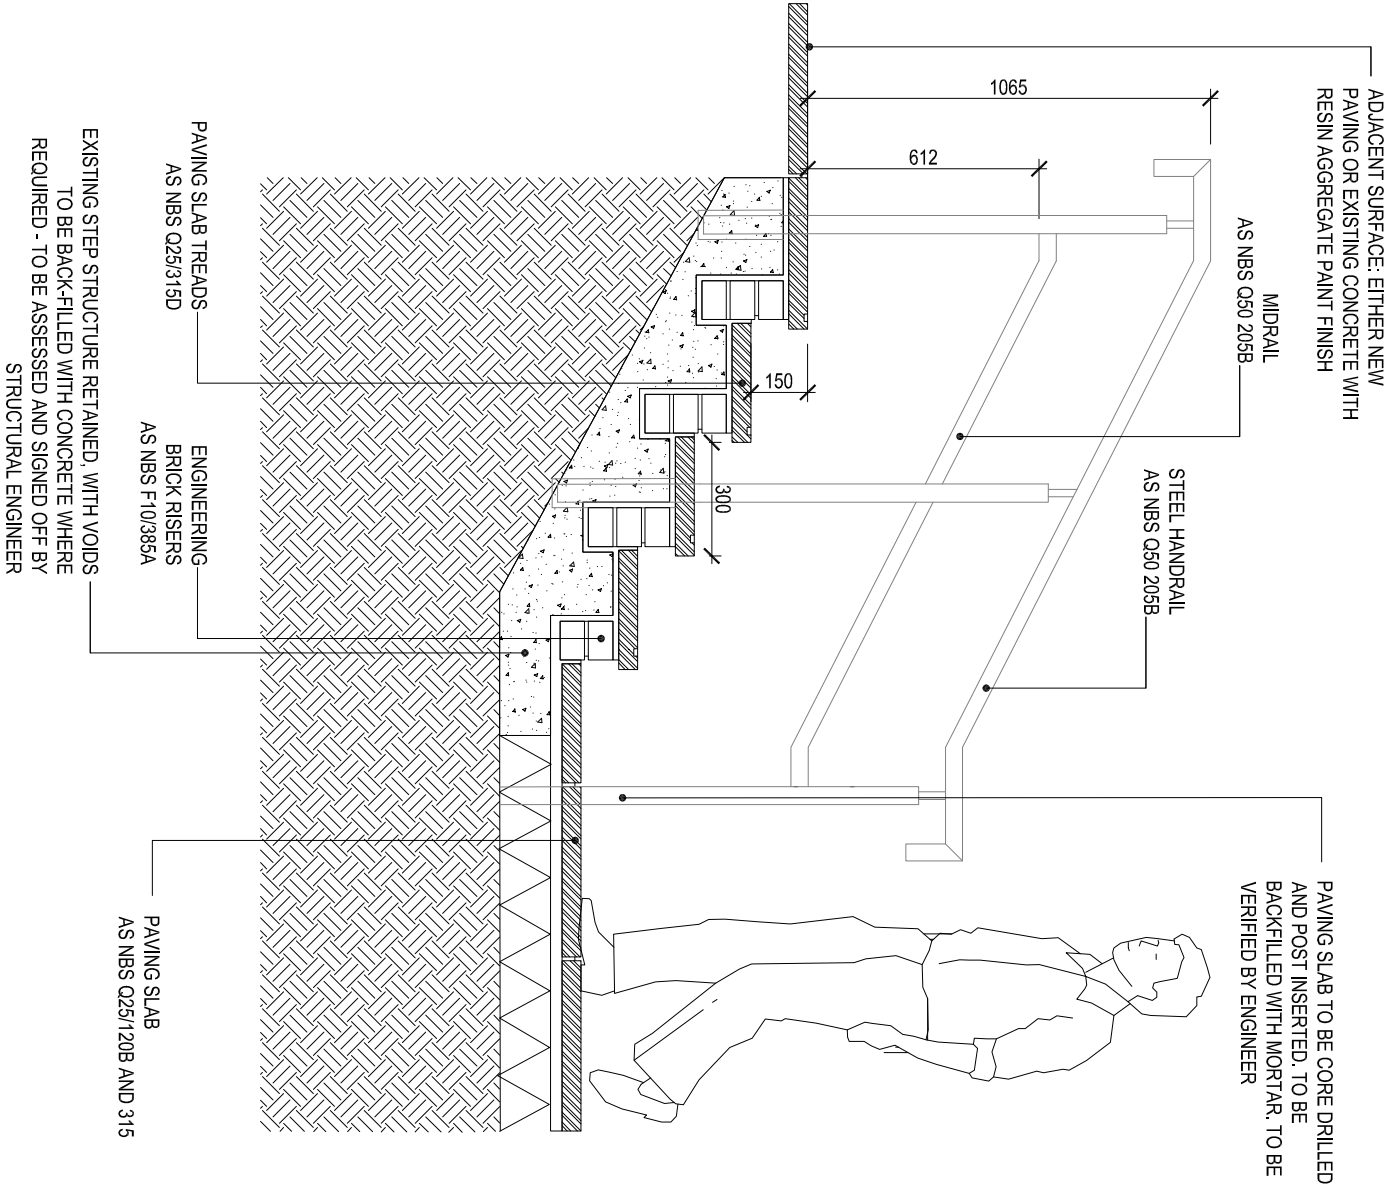 ADJACENT SURFACE: EITHER NEW
PAVING OR EXISTING CONCRETE WITH
RESIN AGGREGATE PAINT FINISH
1065
612
MIDRAIL
AS NBS Q50 205B
150
300
STEEL HANDRAIL
AS NBS Q50 205B
PAVING SLAB TO BE CORE DRILLED
AND POST INSERTED. TO BE
BACKFILLED WITH MORTAR. TO BE
VERIFIED BY ENGINEER
PAVING SLAB TREADS
AS NBS Q25/315D
ENGINEERING
BRICK RISERS
AS NBS F10/385A
EXISTING STEP STRUCTURE RETAINED, WITH VOIDS
TO BE BACK-FILLED WITH CONCRETE WHERE
REQUIRED - TO BE ASSESSED AND SIGNED OFF BY
STRUCTURAL ENGINEER
PAVING SLAB
AS NBS Q25/120B AND 315